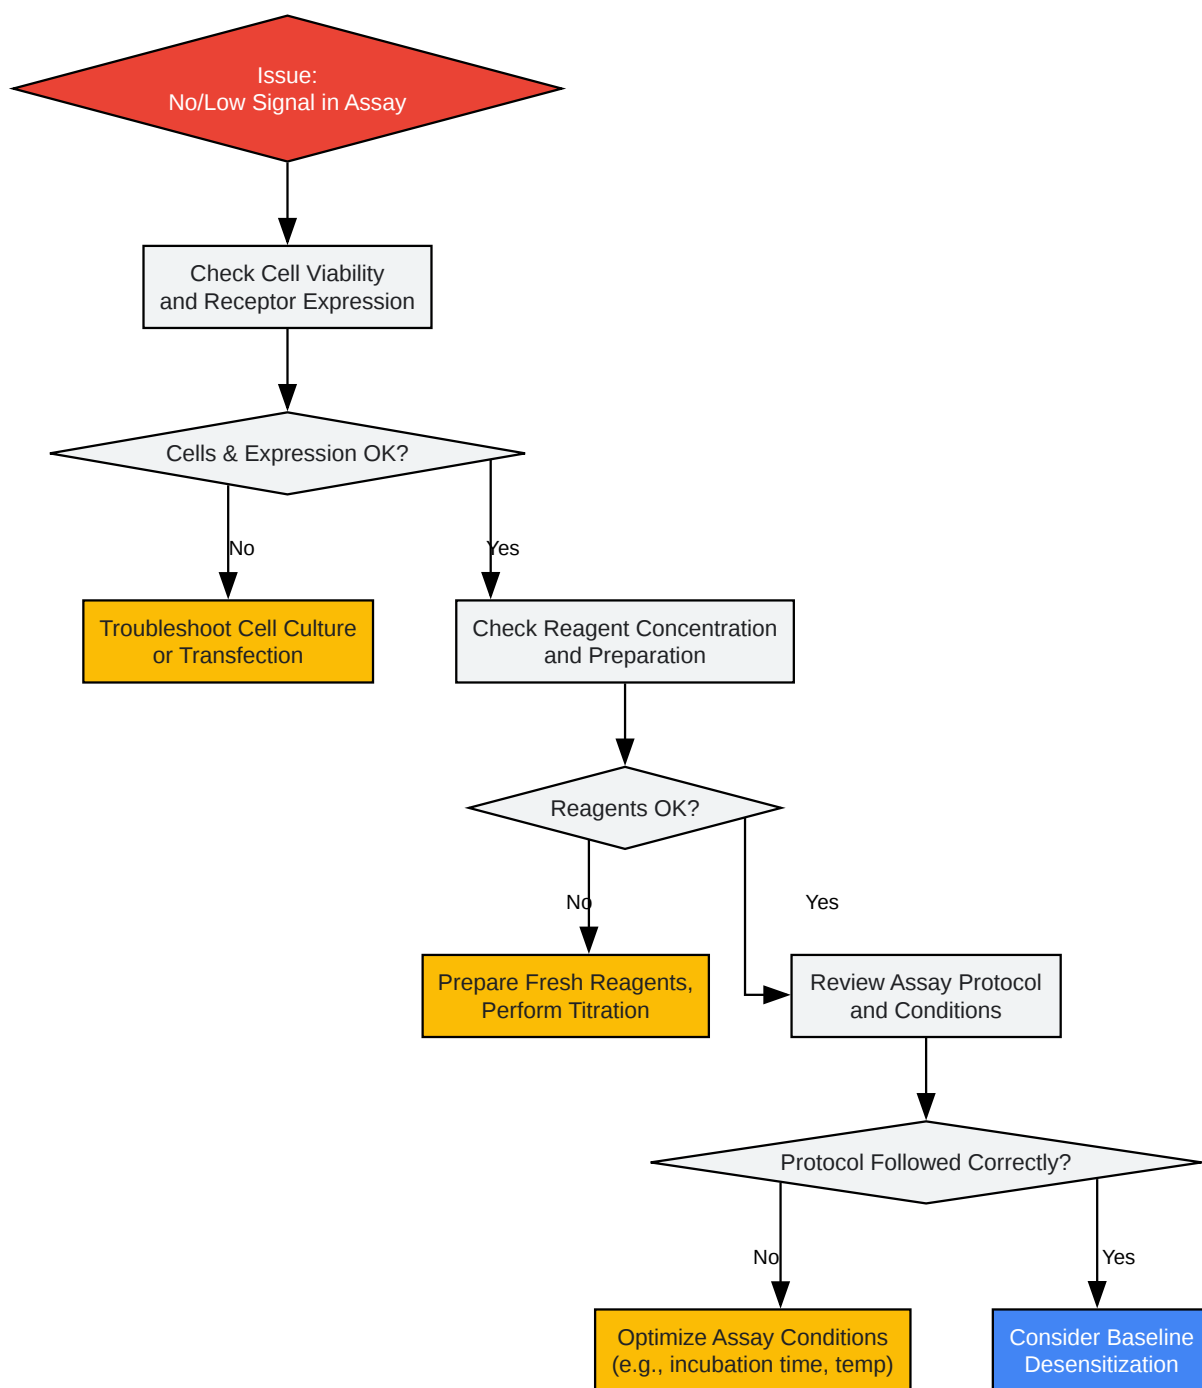 Issue:
No/Low Signal in Assay
Check Cell Viability
and Receptor Expression
Cells & Expression OK?
No
Yes
Troubleshoot Cell Culture
or Transfection
Check Reagent Concentration
and Preparation
Reagents OK?
No
Yes
Prepare Fresh Reagents,
Perform Titration
Review Assay Protocol
and Conditions
Protocol Followed Correctly?
No
Yes
Optimize Assay Conditions
(e.g., incubation time, temp)
Consider Baseline
Desensitization